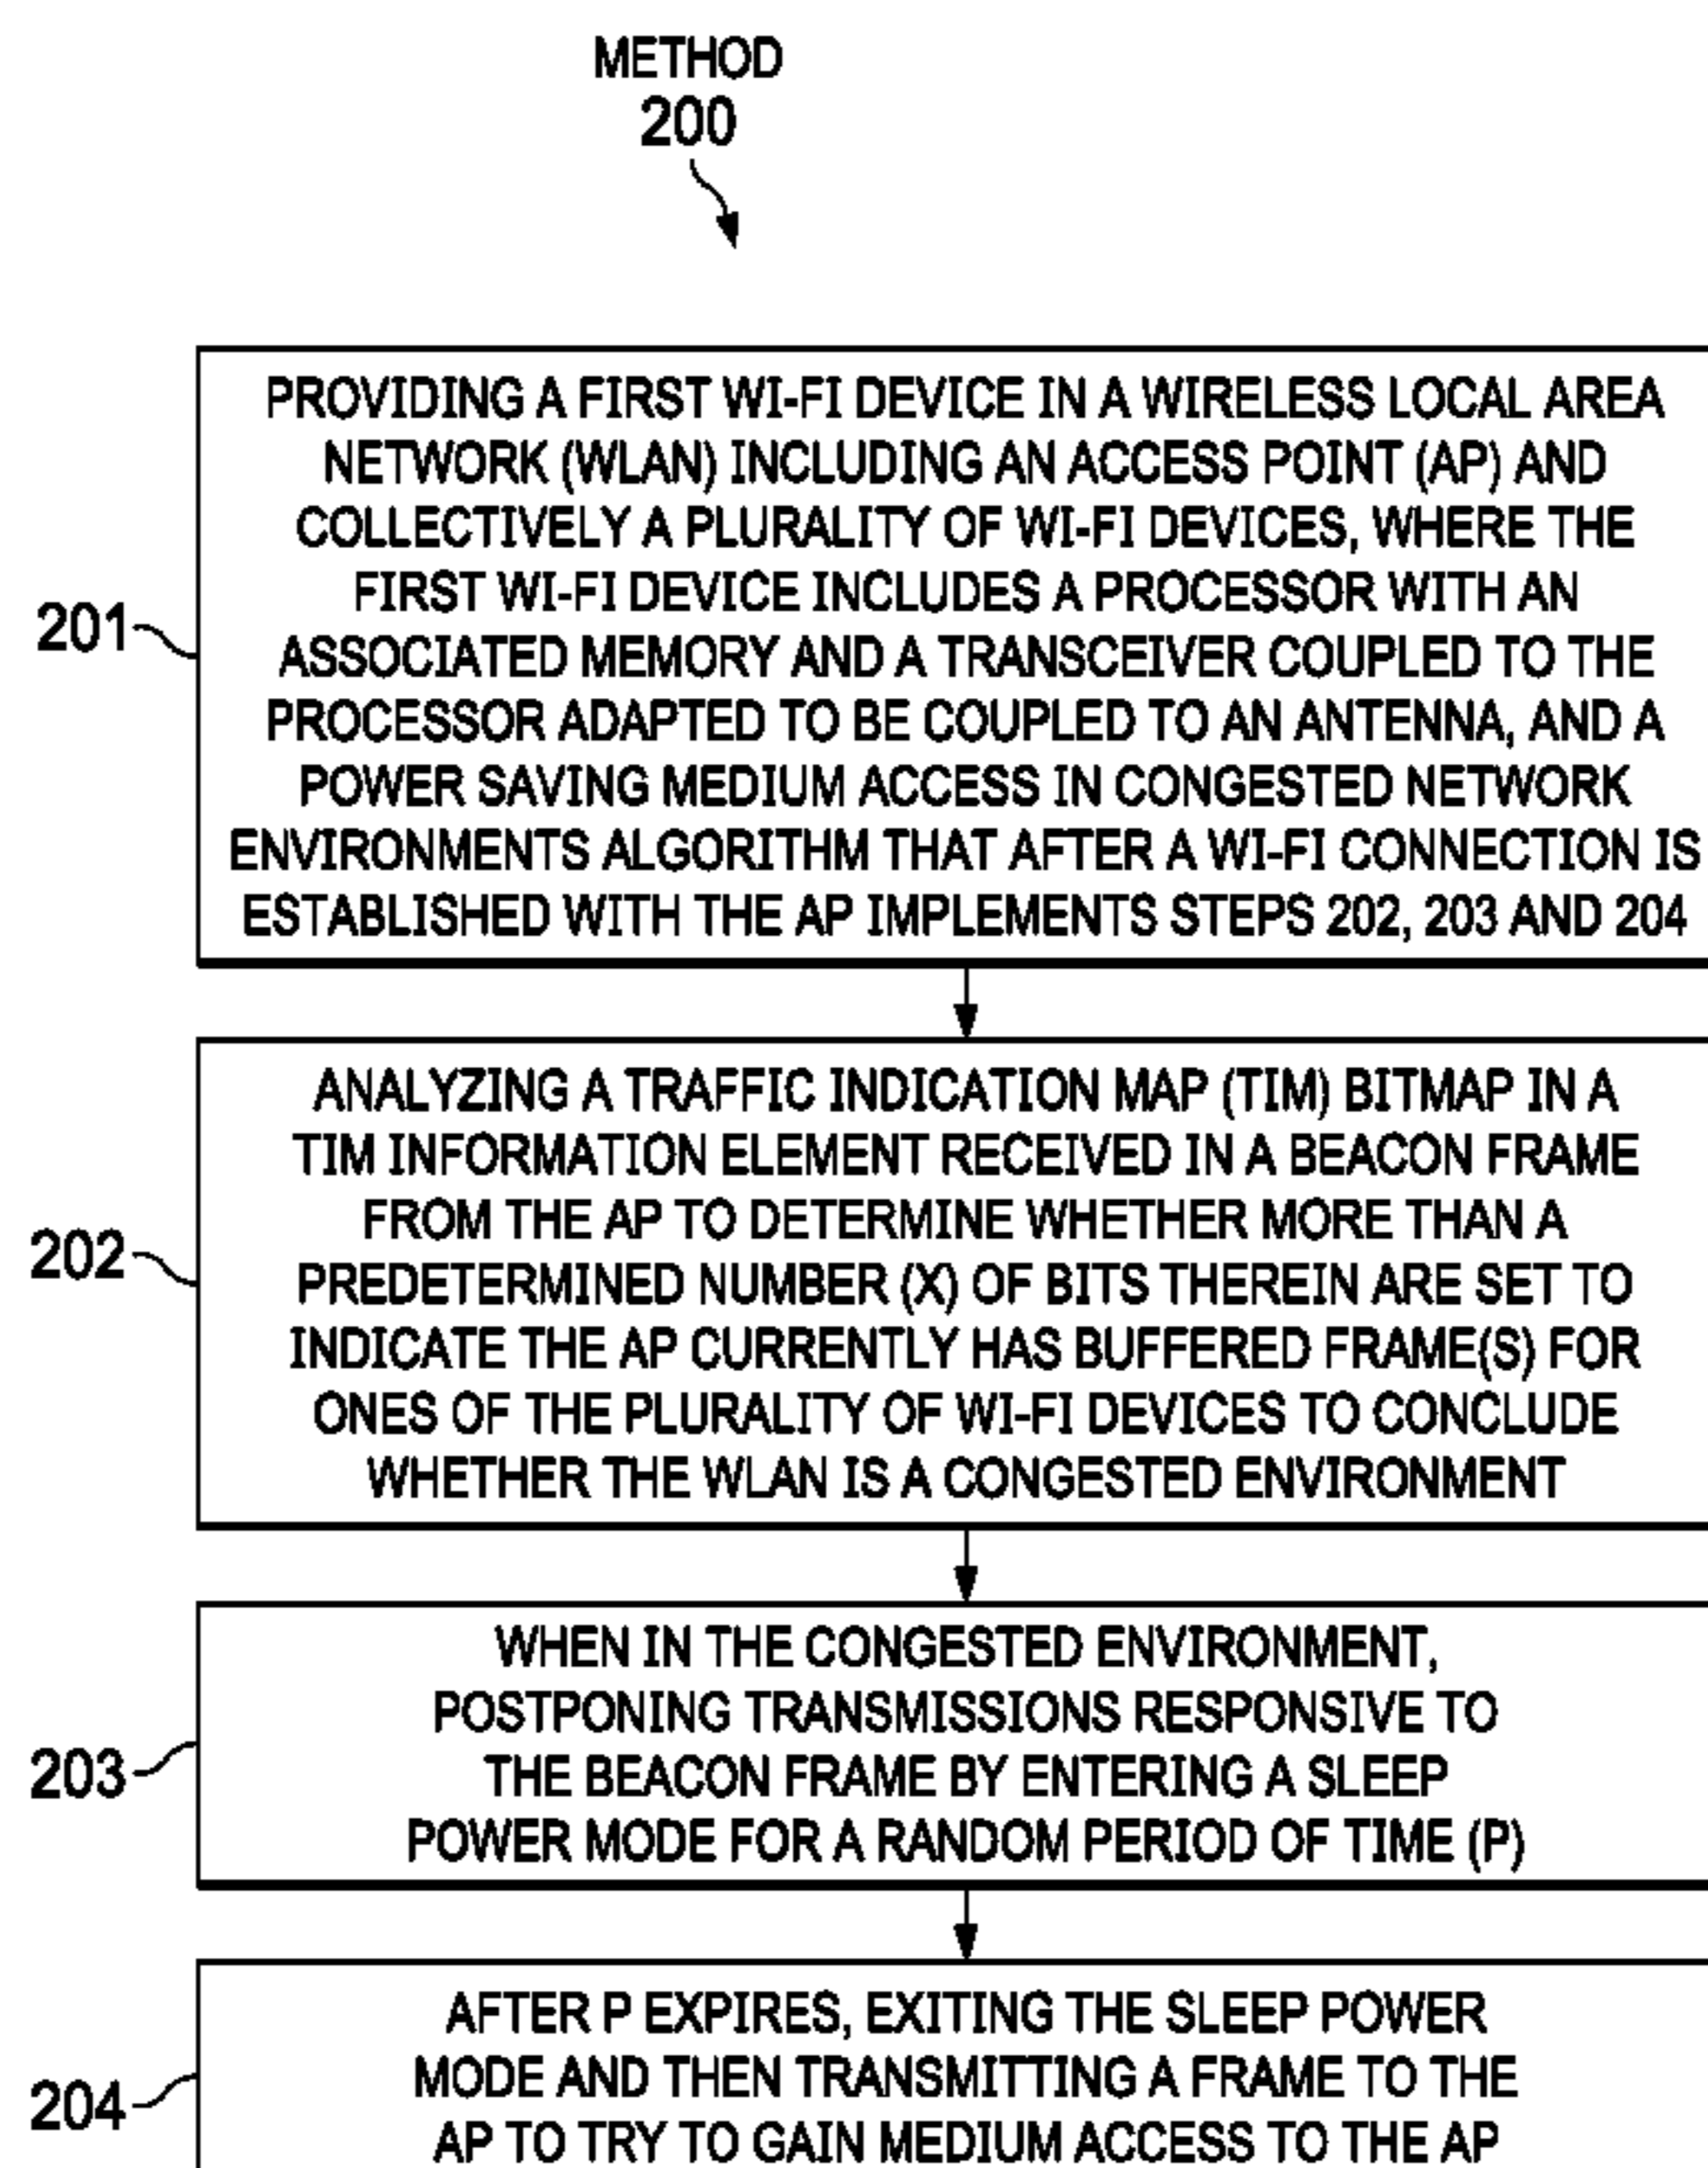 METHOD
200
201
PROVIDING A FIRST WI-FI DEVICE IN A WIRELESS LOCAL AREA
NETWORK (WLAN) INCLUDING AN ACCESS POINT (AP) AND
COLLECTIVELY A PLURALITY OF WI-FI DEVICES, WHERE THE
FIRST WI-FI DEVICE INCLUDES A PROCESSOR WITH AN
ASSOCIATED MEMORY AND A TRANSCEIVER COUPLED TO THE
PROCESSOR ADAPTED TO BE COUPLED TO AN ANTENNA, AND A
POWER SAVING MEDIUM ACCESS IN CONGESTED NETWORK
ENVIRONMENTS ALGORITHM THAT AFTER A WI-FI CONNECTION IS
ESTABLISHED WITH THE AP IMPLEMENTS STEPS 202, 203 AND 204
202
ANALYZING A TRAFFIC INDICATION MAP (TIM) BITMAP IN A
TIM INFORMATION ELEMENT RECEIVED IN A BEACON FRAME
FROM THE AP TO DETERMINE WHETHER MORE THAN A
PREDETERMINED NUMBER (X) OF BITS THEREIN ARE SET TO
INDICATE THE AP CURRENTLY HAS BUFFERED FRAME(S) FOR
ONES OF THE PLURALITY OF WI-FI DEVICES TO CONCLUDE
WHETHER THE WLAN IS A CONGESTED ENVIRONMENT
203
WHEN IN THE CONGESTED ENVIRONMENT,
POSTPONING TRANSMISSIONS RESPONSIVE TO
THE BEACON FRAME BY ENTERING A SLEEP
POWER MODE FOR A RANDOM PERIOD OF TIME (P)
204
AFTER P EXPIRES, EXITING THE SLEEP POWER
MODE AND THEN TRANSMITTING A FRAME TO THE
AP TO TRY TO GAIN MEDIUM ACCESS TO THE AP